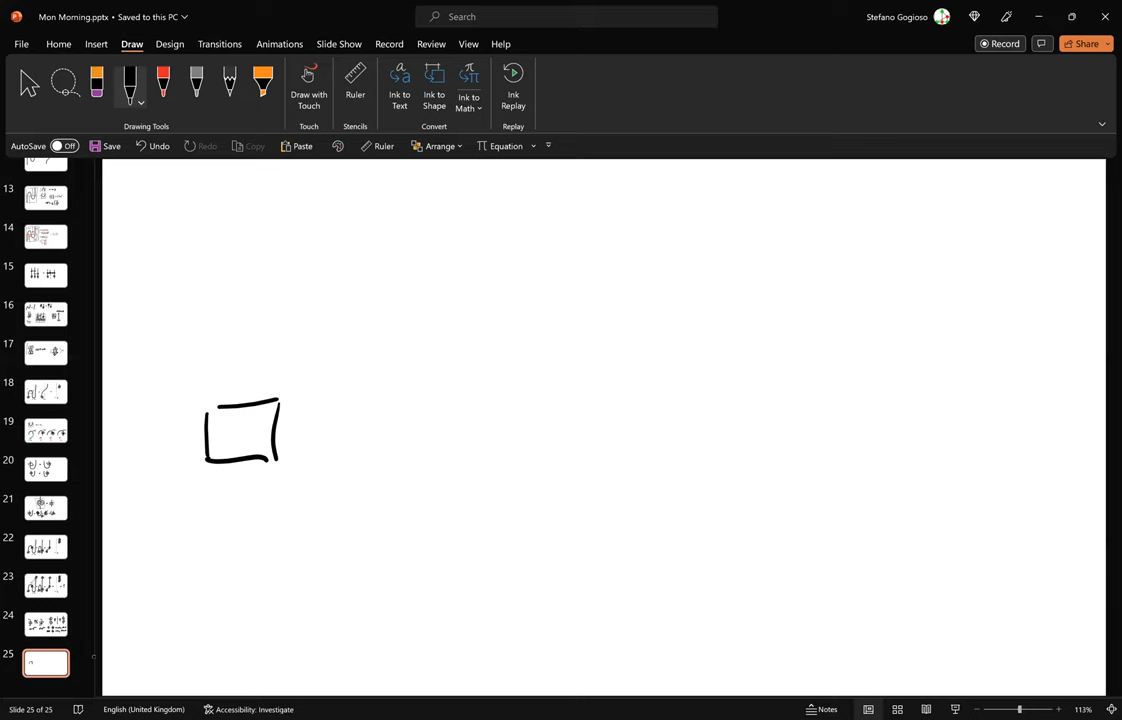 Mon Morning.pptx • Saved to this PC
Search
Stefano Gogioso
File Home Insert Draw Design Transitions Animations Slide Show Record Review View Help
Record
Share
Draw with Touch
Ruler
Ink to Text
Ink to Shape
Ink to Math
Ink Replay
Drawing Tools
Touch
Stencils
Convert
Replay
AutoSave Off Save Undo Redo Copy Paste Ruler Arrange Equation
13
14
15
16
17
18
19
20
21
22
23
24
25
Slide 25 of 25 English (United Kingdom) Accessibility: Investigate Notes 113%